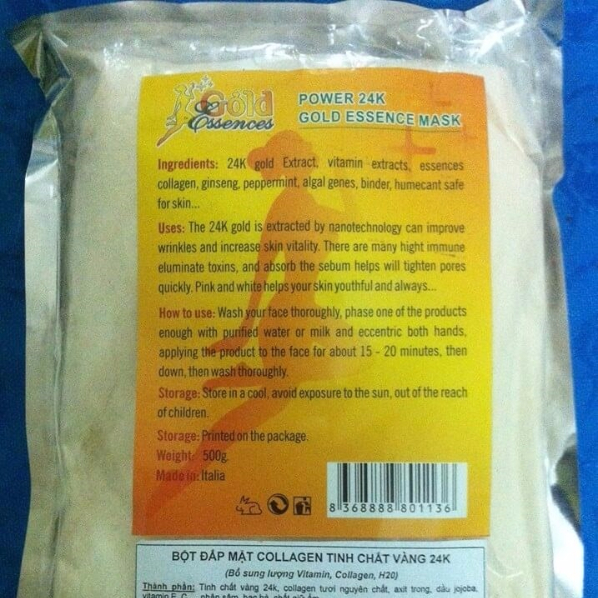 Gold
Essences
POWER 24K
GOLD ESSENCE MASK
Ingredients: 24K gold Extract, vitamin extracts, essences
collagen, ginseng, peppermint, algal genes, binder, humecant safe
for skin...
Uses: The 24K gold is extracted by nanotechnology can improve
wrinkles and increase skin vitality. There are many hight immune
eluminate toxins, and absorb the sebum helps will tighten pores
quickly. Pink and white helps your skin youthful and always...
How to use: Wash your face thoroughly, phase one of the products
enough with purified water or milk and eccentric both hands,
applying the product to the face for about 15 - 20 minutes, then
down, then wash thoroughly.
Storage: Store in a cool, avoid exposure to the sun, out of the reach
of children.
Storage: Printed on the package.
Weight: 500g.
Made in: Italia
8 368888 801136
BỘT ĐẮP MẶT COLLAGEN TINH CHẤT VÀNG 24K
(Bổ sung lượng Vitamin, Collagen, H20)
Thành phần: Tinh chất vàng 24k, collagen tươi nguyên chất, axit trong, dầu jojoba,
vitamin E, C